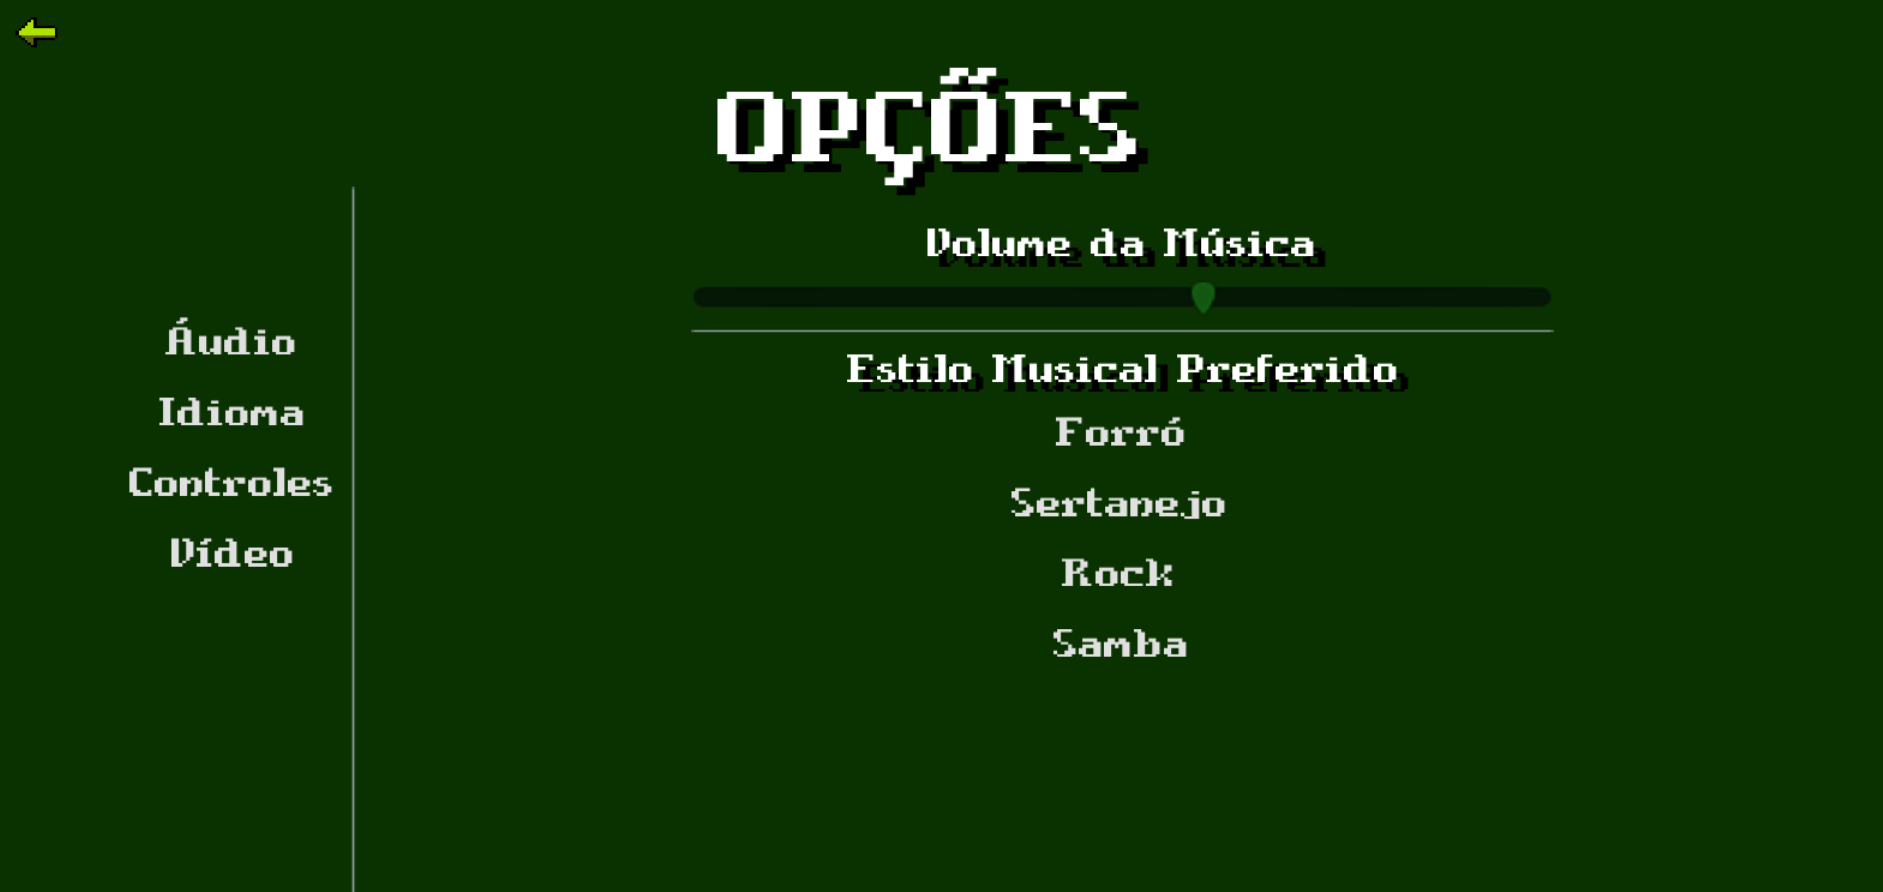 OPÇÕES
Áudio
Idioma
Controles
Vídeo
Volume da Música
Estilo Musical Preferido
Forró
Sertanejo
Rock
Samba